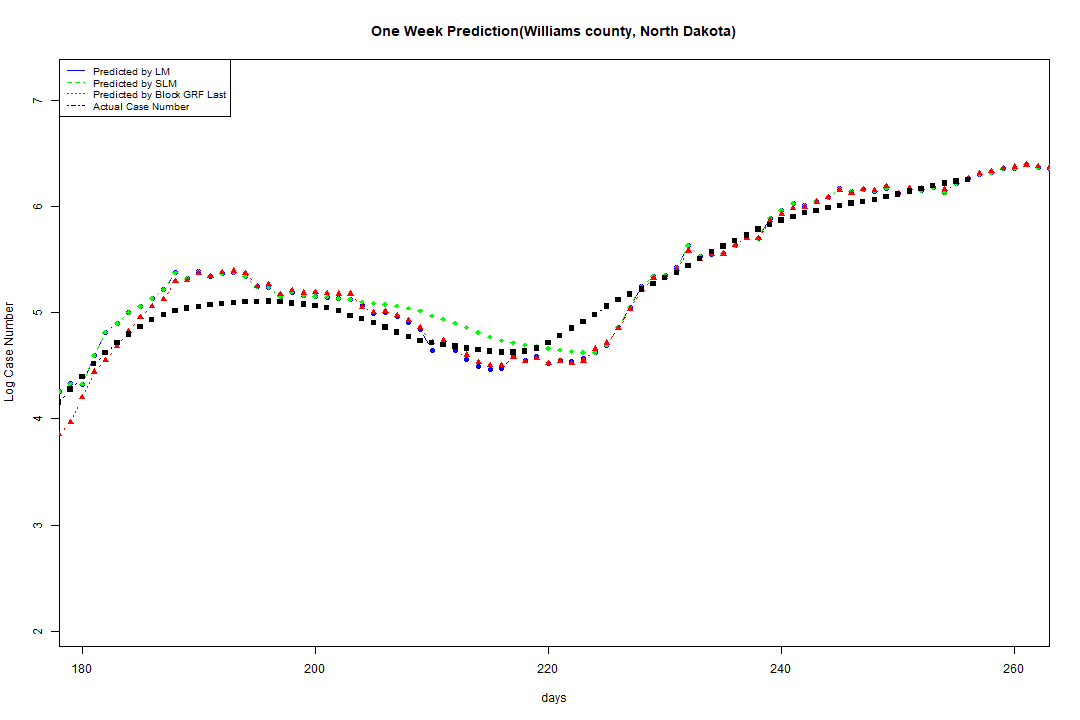 One Week Prediction(Williams county, North Dakota)
Predicted by LM
Predicted by SLM
Predicted by Block GRF Last
Actual Case Number
7
6
5
4
3
2
Log Case Number
180 200 220 240 260
days